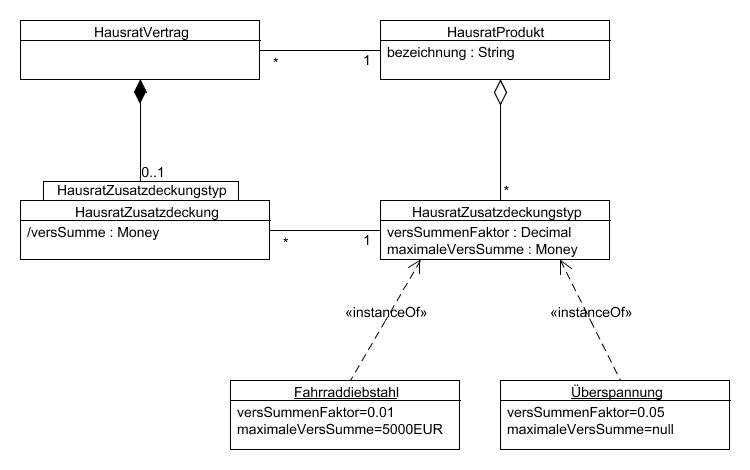 HausratVertrag
HausratProdukt
bezeichnung : String
*
1
0..1
*
HausratZusatzdeckungstyp
HausratZusatzdeckung
/versSumme : Money
HausratZusatzdeckungstyp
versSummenFaktor : Decimal
maximaleVersSumme : Money
*
1
«instanceOf»
«instanceOf»
Fahrraddiebstahl
versSummenFaktor=0.01
maximaleVersSumme=5000EUR
Überspannung
versSummenFaktor=0.05
maximaleVersSumme=null